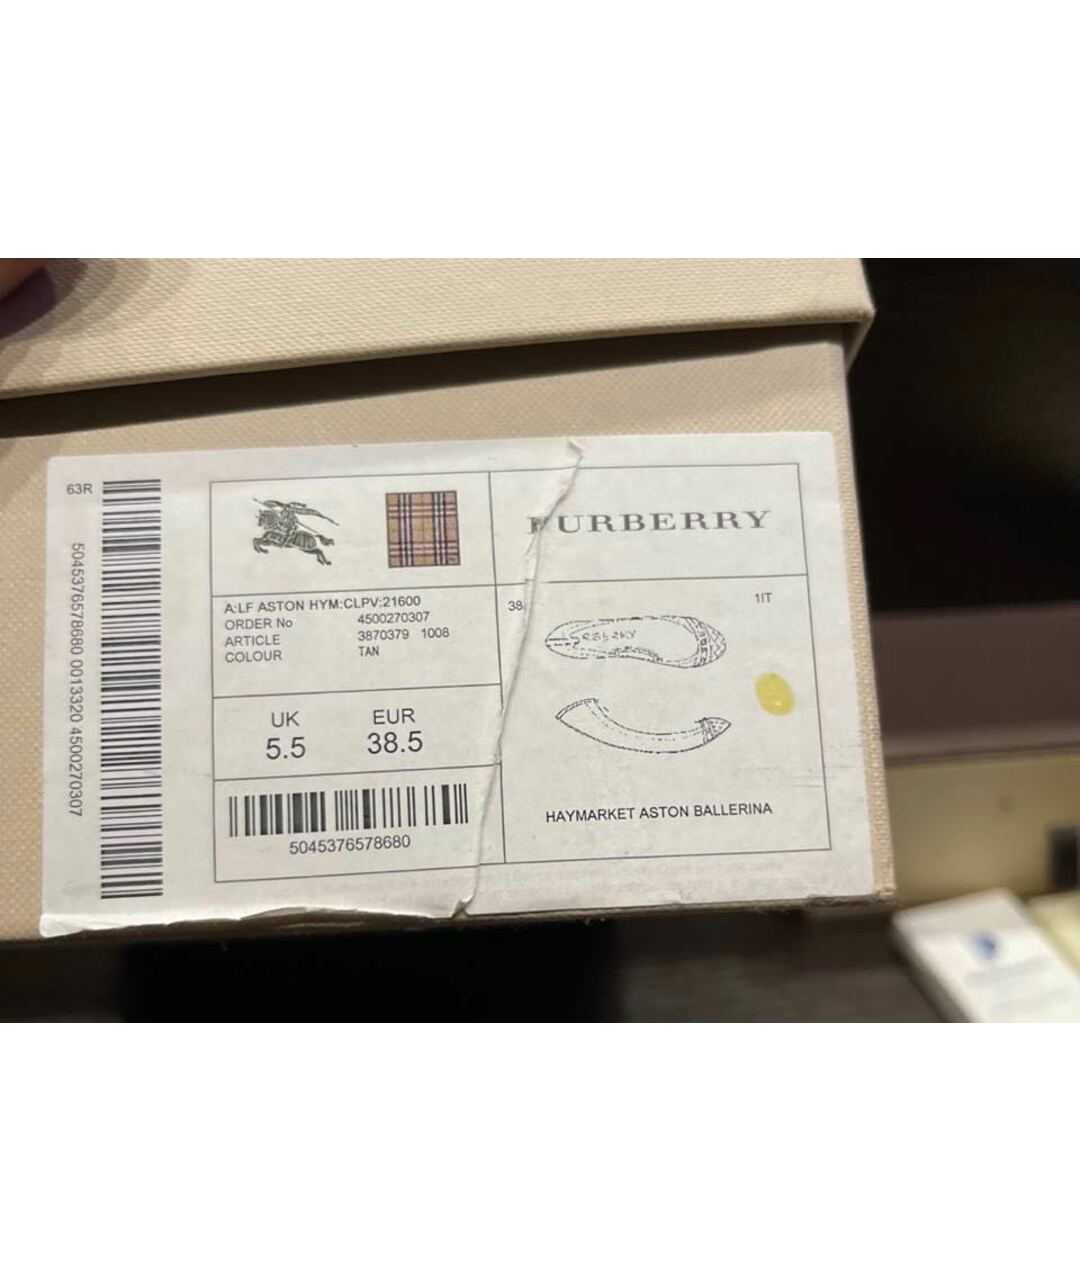 63R
5045376578680 0013320 4500270307
BURBERRY
A:LF ASTON HYM:CLPV:21600
ORDER No 4500270307
ARTICLE 3870379 1008
COLOUR TAN
38
1IT
UK EUR
5.5 38.5
5045376578680
HAYMARKET ASTON BALLERINA